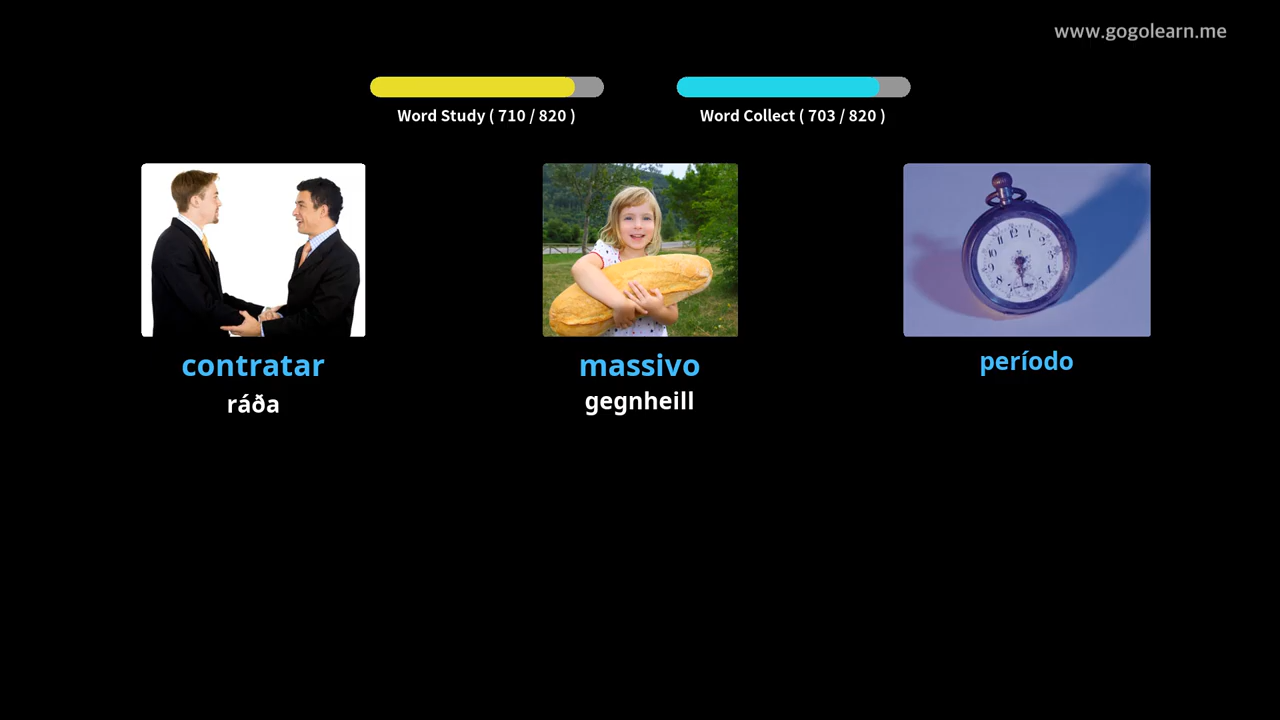 www.gogolearn.me
Word Study ( 710 / 820 )
Word Collect ( 703 / 820 )
contratar
ráða
massivo
gegnheill
período